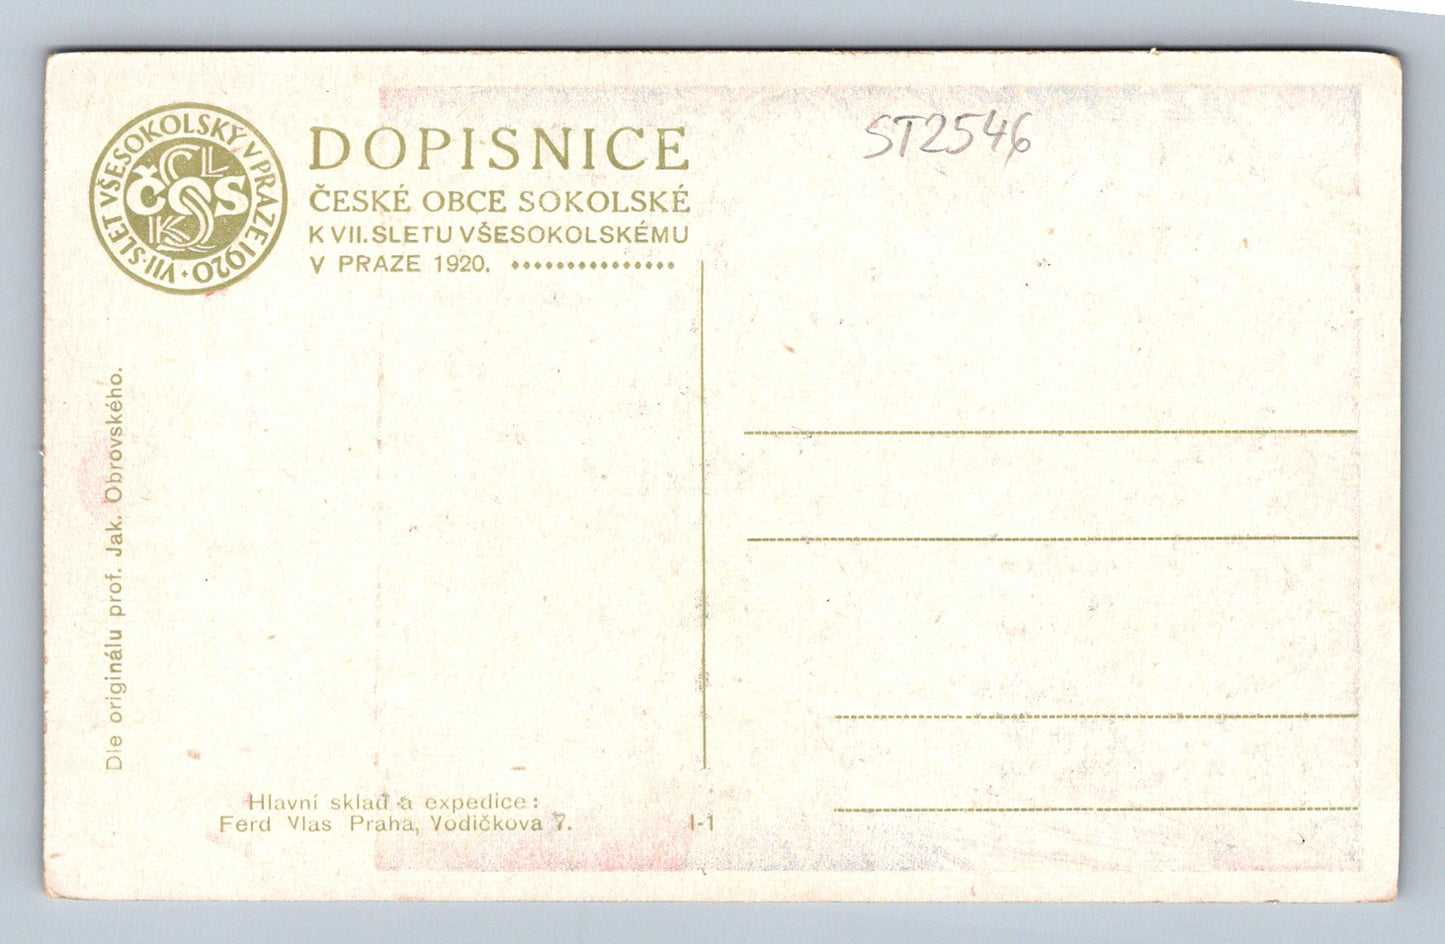 VII·SLET VŠESOKOLSKÝ V PRAZE 1920·
ČOS
DOPISNICE
ČESKÉ OBCE SOKOLSKÉ
K VII. SLETU VŠESOKOLSKÉMU
V PRAZE 1920.
ST2546
Dle originálu prof. Jak. Obrovského.
Hlavní sklad a expedice:
Ferd Vlas Praha, Vodičkova 7.
I-1